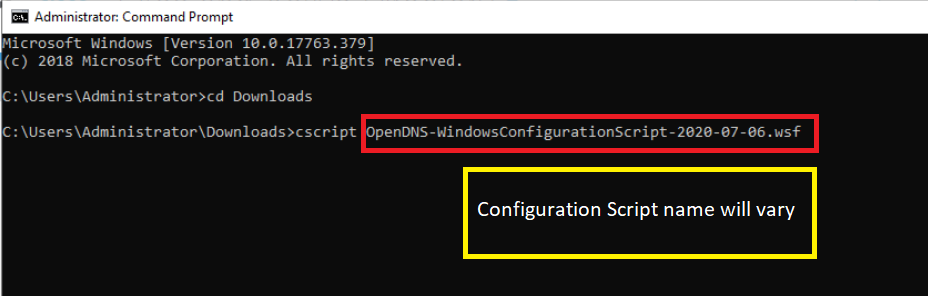 Administrator: Command Prompt
Microsoft Windows [Version 10.0.17763.379]
(c) 2018 Microsoft Corporation. All rights reserved.
C:\Users\Administrator>cd Downloads
C:\Users\Administrator\Downloads>cscript OpenDNS-WindowsConfigurationScript-2020-07-06.wsf
Configuration Script name will vary